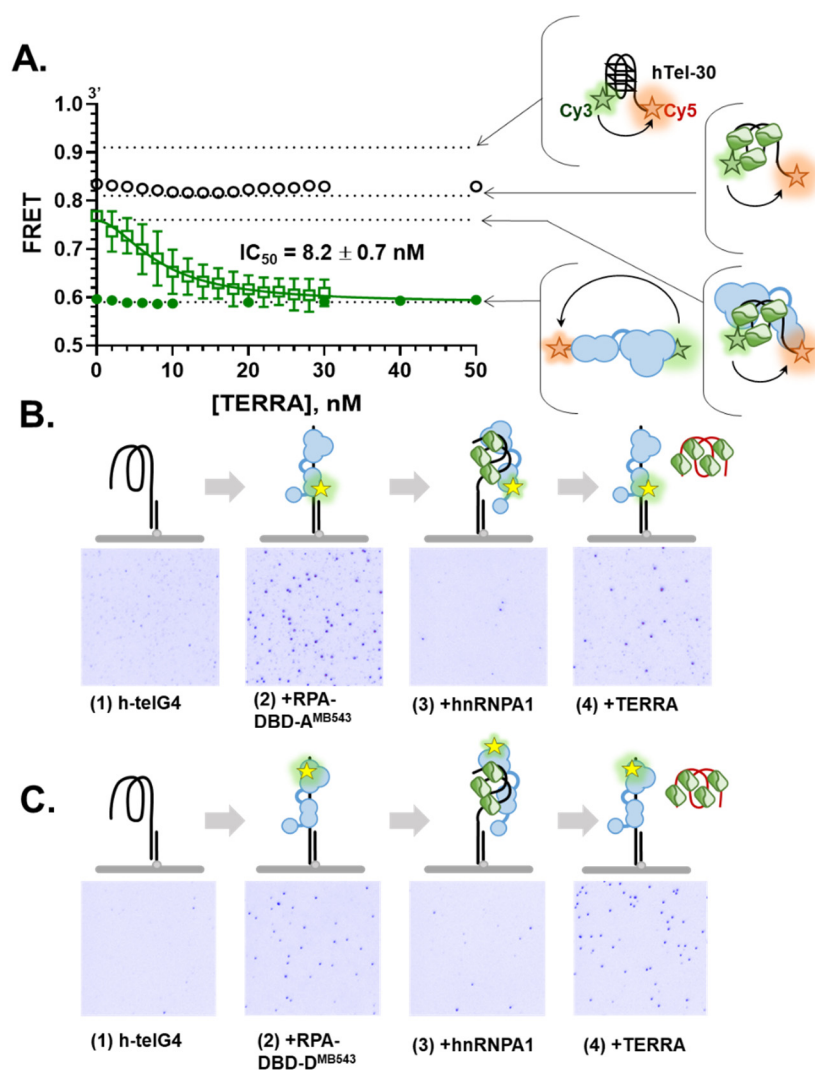 A.
3'
1.0
0.9
0.8
0.7
0.6
0.5
FRET
0 10 20 30 40 50
[TERRA], nM
IC50 = 8.2 ± 0.7 nM
hTel-30
Cy3
Cy5
B.
(1) h-telG4
(2) +RPA-
DBD-A^MB543
(3) +hnRNPA1
(4) +TERRA
C.
(1) h-telG4
(2) +RPA-
DBD-D^MB543
(3) +hnRNPA1
(4) +TERRA